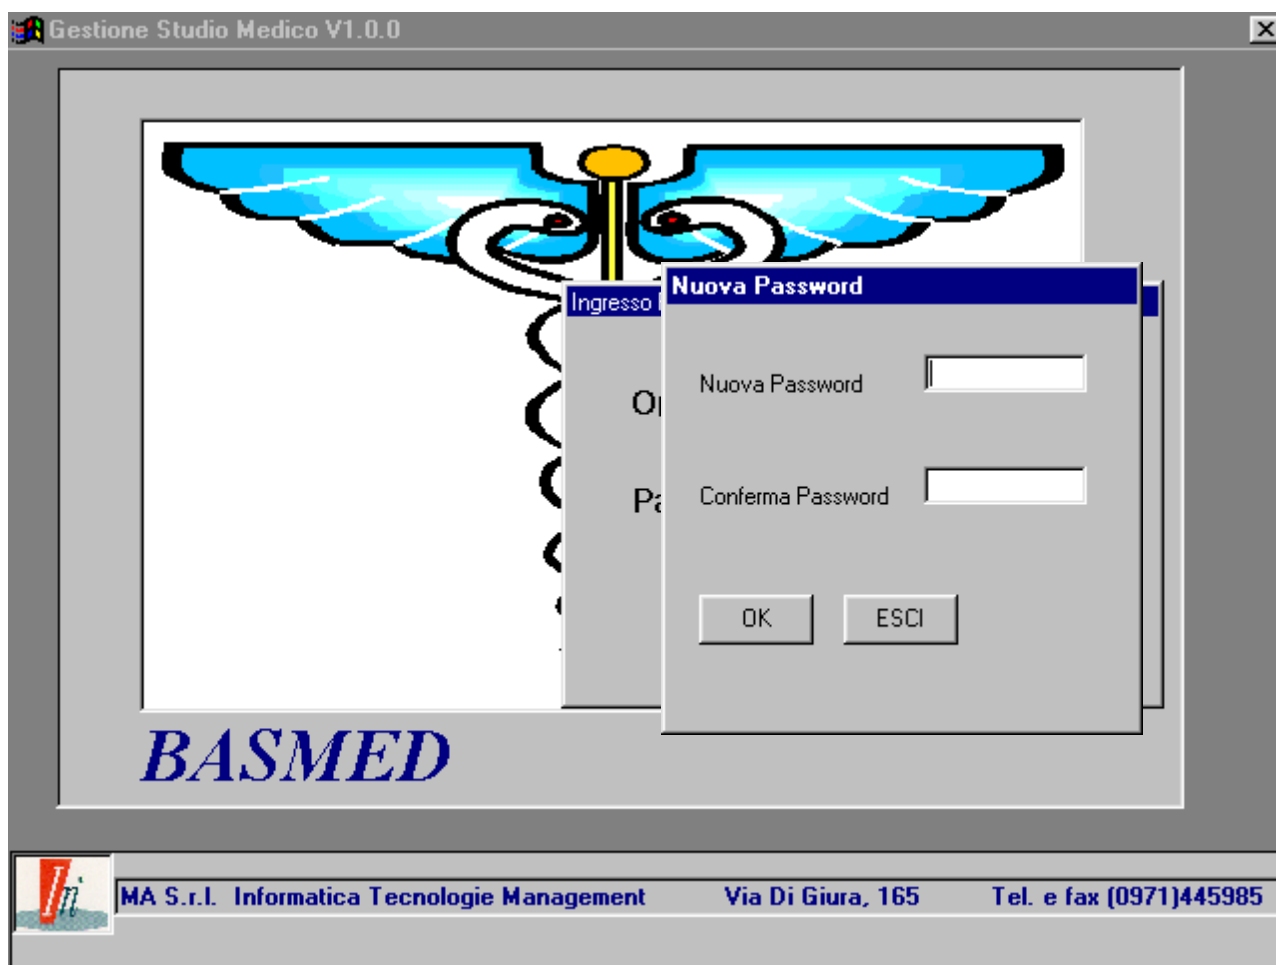 Gestione Studio Medico V1.0.0
Ingresso
Nuova Password
Nuova Password
Conferma Password
OK ESCI
BASMED
In
MA S.r.l. Informatica Tecnologie Management Via Di Giura, 165 Tel. e fax (0971)445985